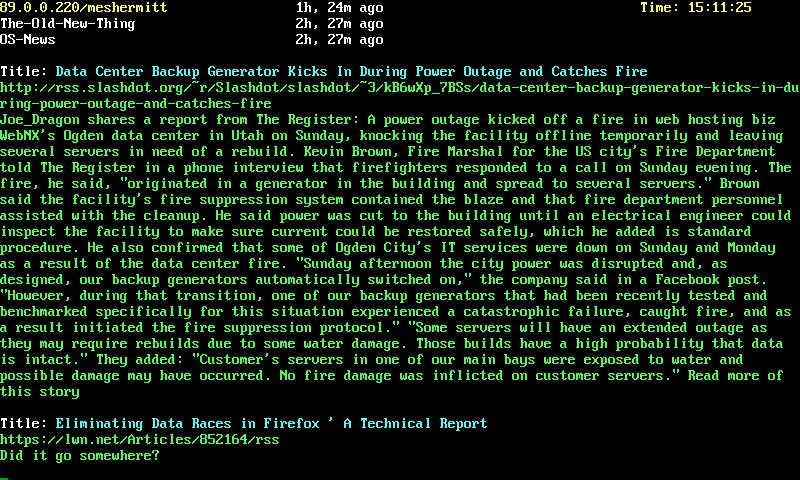 89.0.0.220/meshermitt 1h, 24m ago Time: 15:11:25
The-Old-New-Thing 2h, 27m ago
OS-News 2h, 27m ago
Title: Data Center Backup Generator Kicks In During Power Outage and Catches Fire
http://rss.slashdot.org/~r/Slashdot/slashdot/~3/kB6wXp_7BSs/data-center-backup-generator-kicks-in-du
ring-power-outage-and-catches-fire
Joe_Dragon shares a report from The Register: A power outage kicked off a fire in web hosting biz
WebNX's Ogden data center in Utah on Sunday, knocking the facility offline temporarily and leaving
several servers in need of a rebuild. Kevin Brown, Fire Marshal for the US city's Fire Department
told The Register in a phone interview that firefighters responded to a call on Sunday evening. The
fire, he said, "originated in a generator in the building and spread to several servers." Brown
said the facility's fire suppression system contained the blaze and that fire department personnel
assisted with the cleanup. He said power was cut to the building until an electrical engineer could
inspect the facility to make sure current could be restored safely, which he added is standard
procedure. He also confirmed that some of Ogden City's IT services were down on Sunday and Monday
as a result of the data center fire. "Sunday afternoon the city power was disrupted and, as
designed, our backup generators automatically switched on," the company said in a Facebook post.
"However, during that transition, one of our backup generators that had been recently tested and
benchmarked specifically for this situation experienced a catastrophic failure, caught fire, and as
a result initiated the fire suppression protocol." "Some servers will have an extended outage as
they may require rebuilds due to some water damage. Those builds have a high probability that data
is intact." They added: "Customer's servers in one of our main bays were exposed to water and
possible damage may have occurred. No fire damage was inflicted on customer servers." Read more of
this story
Title: Eliminating Data Races in Firefox ' A Technical Report
https://lwn.net/Articles/852164/rss
Did it go somewhere?